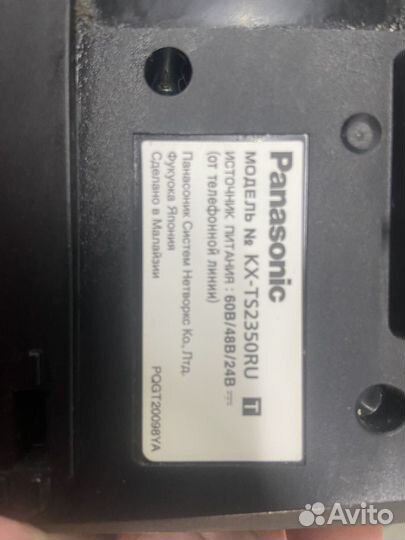 Panasonic
МОДЕЛЬ № KX-TS2350RU T
ИСТОЧНИК ПИТАНИЯ : 60В/48В/24В ⎓
(от телефонной линии)
Панасоник Систем Нетворкс Ко., Лтд.
Фукуока Япония
Сделано в Малайзии
PQGT20098YA
Avito